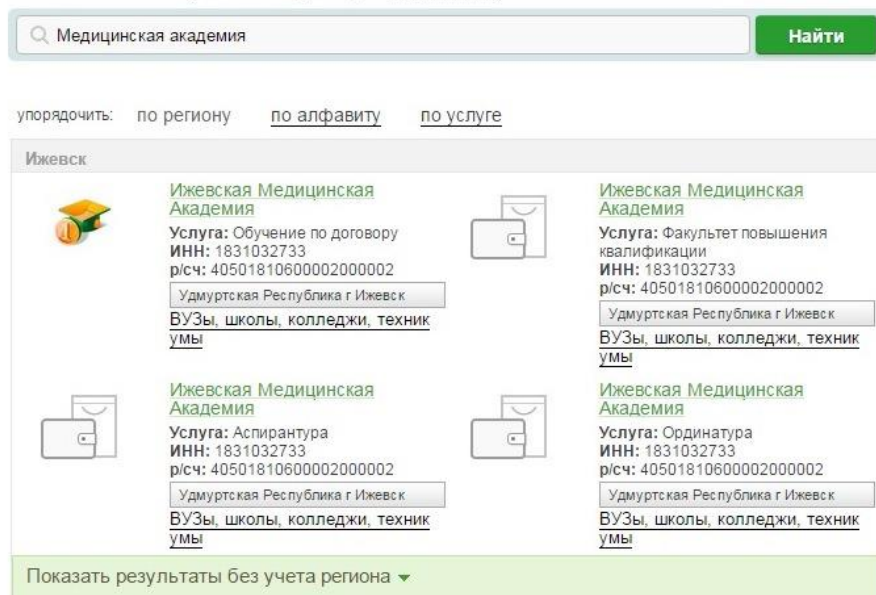 Медицинская академия
Найти
упорядочить: по региону по алфавиту по услуге
Ижевск
Ижевская Медицинская
Академия
Услуга: Обучение по договору
ИНН: 1831032733
р/сч: 40501810600002000002
Удмуртская Республика г Ижевск
ВУЗы, школы, колледжи, техник
умы
Ижевская Медицинская
Академия
Услуга: Факультет повышения
квалификации
ИНН: 1831032733
р/сч: 40501810600002000002
Удмуртская Республика г Ижевск
ВУЗы, школы, колледжи, техник
умы
Ижевская Медицинская
Академия
Услуга: Аспирантура
ИНН: 1831032733
р/сч: 40501810600002000002
Удмуртская Республика г Ижевск
ВУЗы, школы, колледжи, техник
умы
Ижевская Медицинская
Академия
Услуга: Ординатура
ИНН: 1831032733
р/сч: 40501810600002000002
Удмуртская Республика г Ижевск
ВУЗы, школы, колледжи, техник
умы
Показать результаты без учета региона